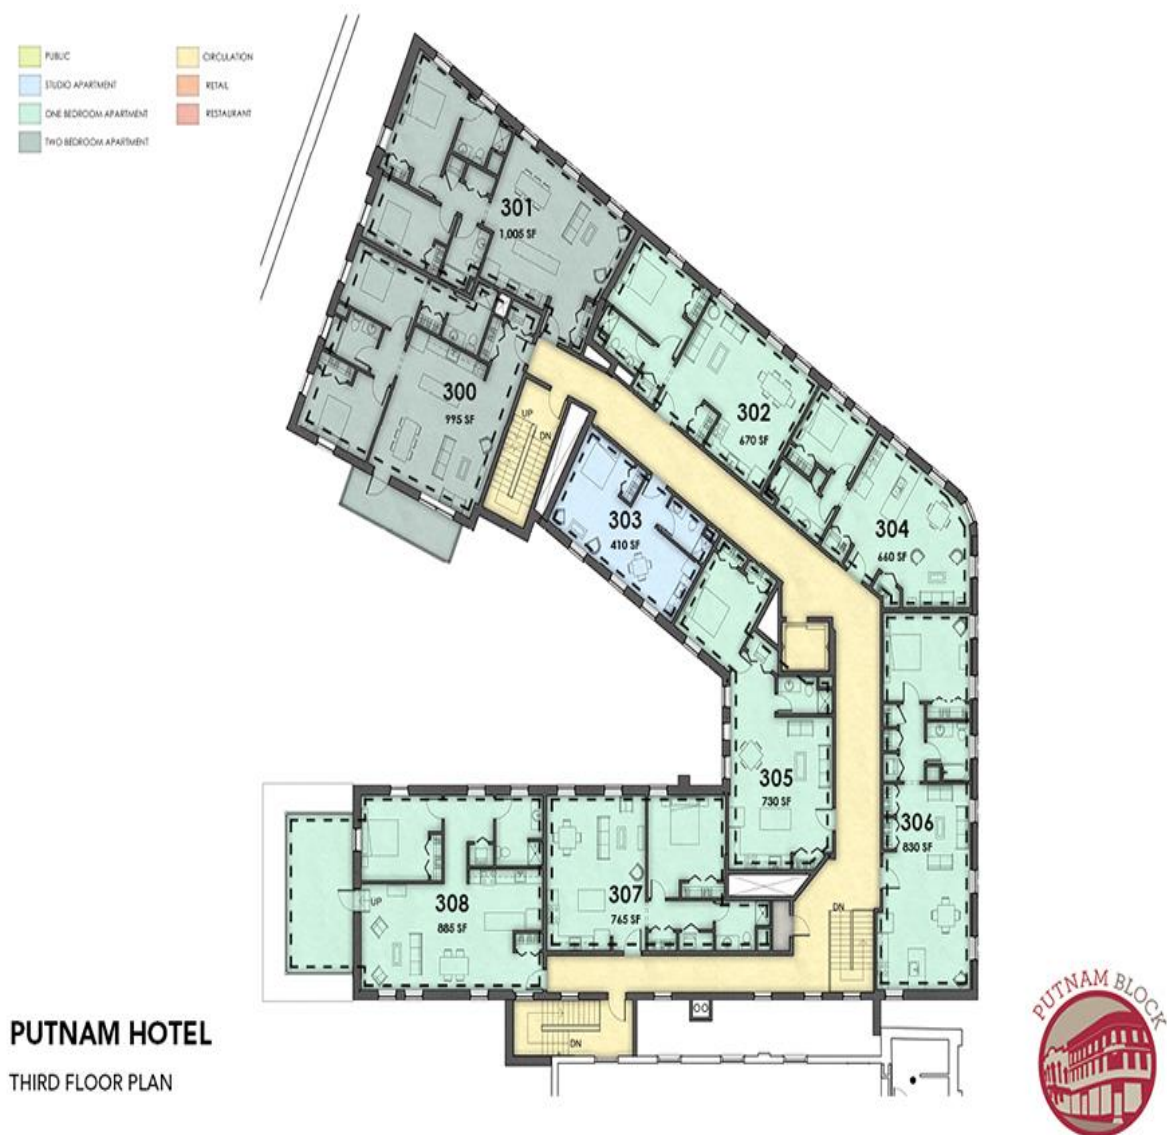 PUBLIC
STUDIO APARTMENT
ONE BEDROOM APARTMENT
TWO BEDROOM APARTMENT
CIRCULATION
RETAIL
RESTAURANT
301
1,005 SF
300
995 SF
UP
DN
302
670 SF
303
410 SF
304
660 SF
305
730 SF
306
830 SF
307
765 SF
308
885 SF
UP
DN
DN
PUTNAM HOTEL
THIRD FLOOR PLAN
PUTNAM BLOCK